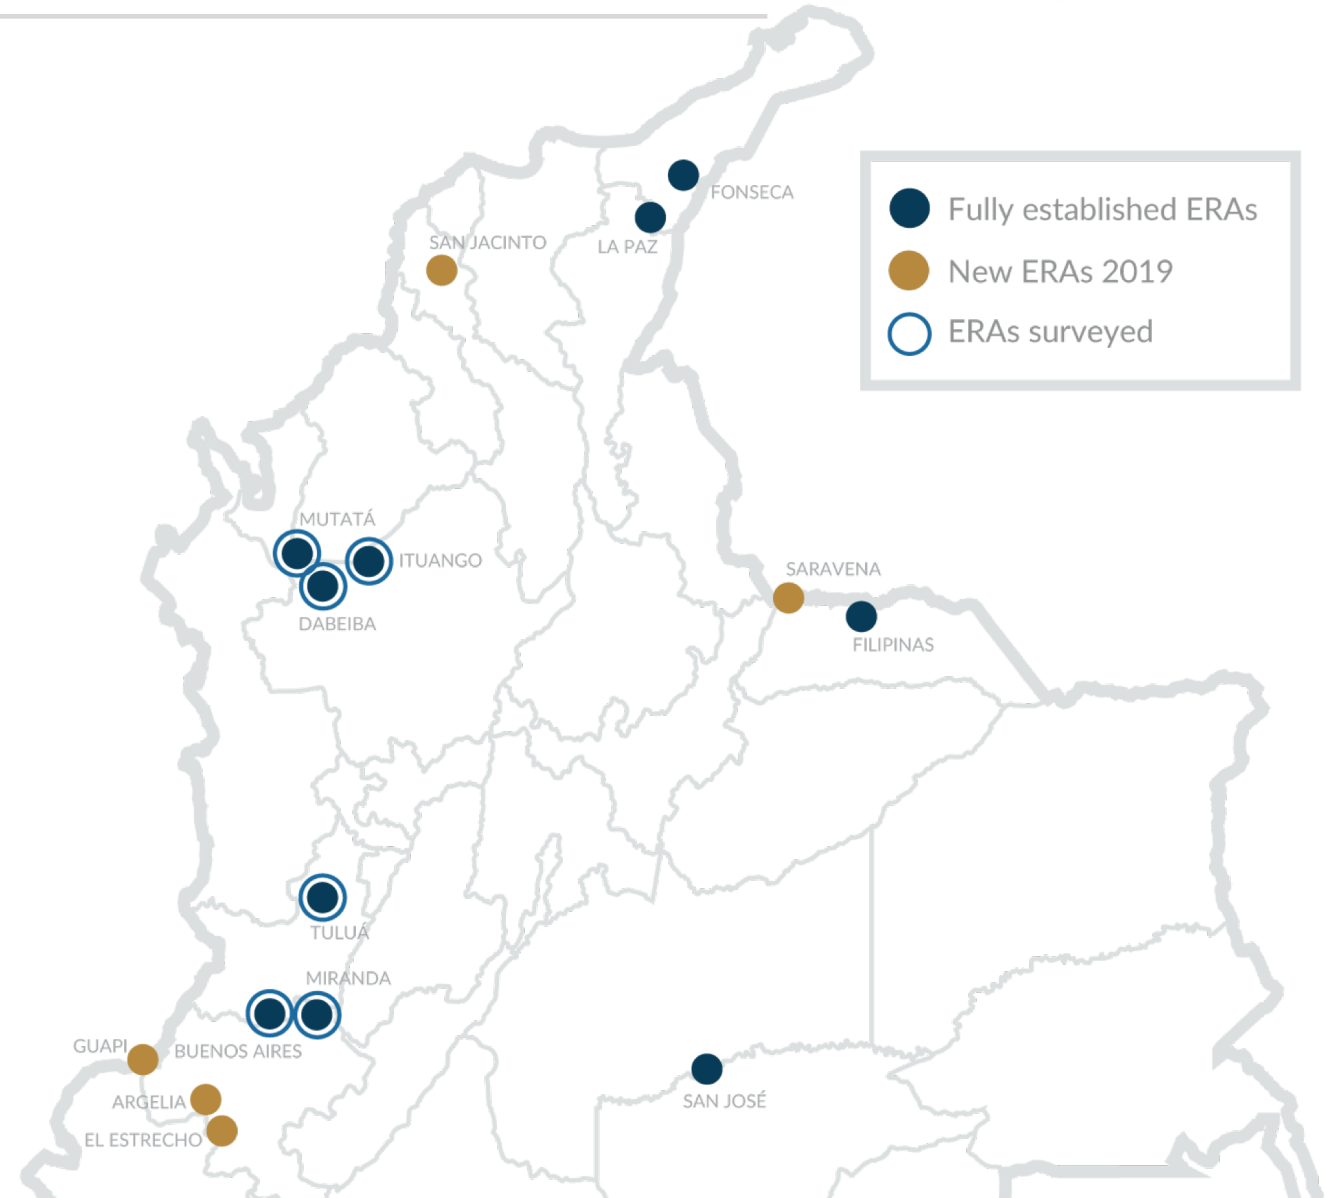 FONSECA
LA PAZ
SAN JACINTO
Fully established ERAs
New ERAs 2019
ERAs surveyed
MUTATÁ
ITUANGO
DABEIBA
SARAVENA
FILIPINAS
TULUÁ
MIRANDA
GUAPI
BUENOS AIRES
ARGELIA
EL ESTRECHO
SAN JOSÉ